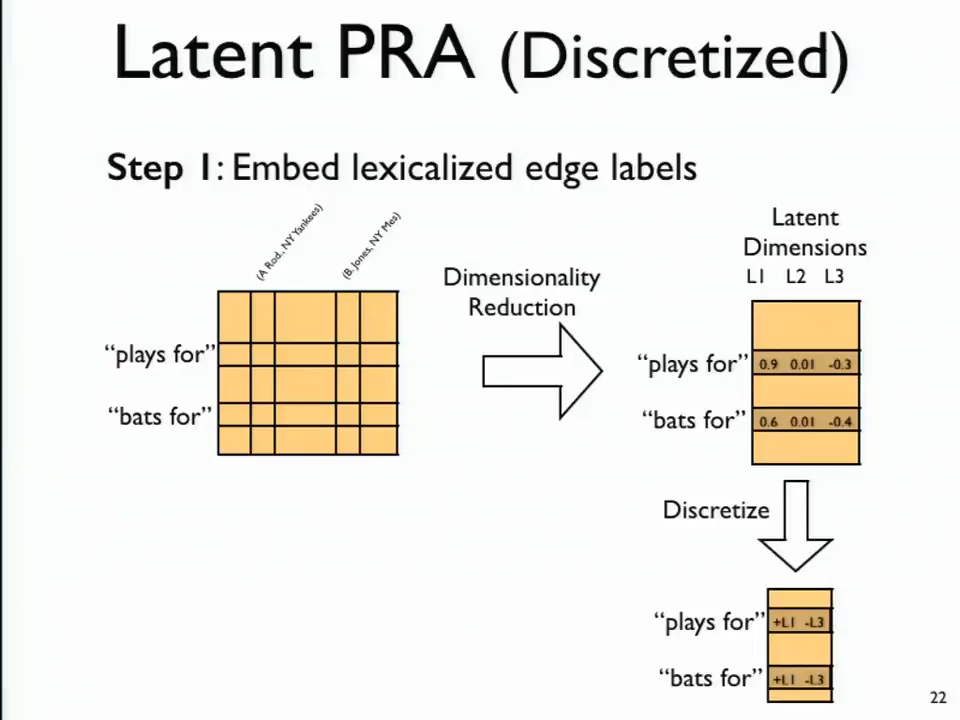 Latent PRA (Discretized)
Step 1: Embed lexicalized edge labels
(A Rod., NY Yankees)
(B. Jones, NY Mes)
Dimensionality
Reduction
Latent
Dimensions
L1 L2 L3
“plays for”
“bats for”
“plays for” 0.9 0.01 -0.3
“bats for” 0.6 0.01 -0.4
Discretize
“plays for” +L1 -L3
“bats for” +L1 -L3
22